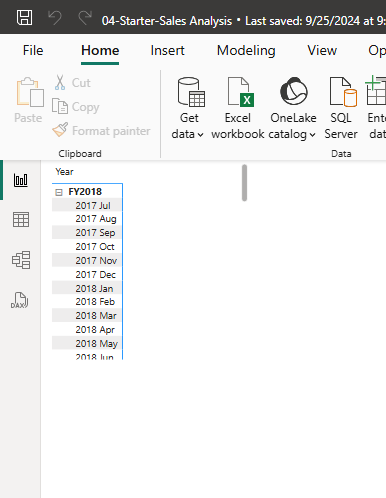 04-Starter-Sales Analysis • Last saved: 9/25/2024 at 9:
File Home Insert Modeling View Op
Paste
Cut
Copy
Format painter
Clipboard
Get data
Excel workbook
OneLake catalog
SQL Server
Ente
dat
Data
DAX
Year
FY2018
2017 Jul
2017 Aug
2017 Sep
2017 Oct
2017 Nov
2017 Dec
2018 Jan
2018 Feb
2018 Mar
2018 Apr
2018 May
2018 Jun